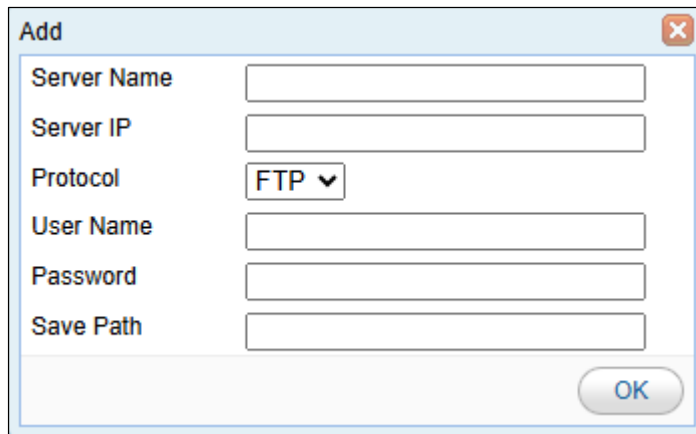 Add
Server Name
Server IP
Protocol FTP
User Name
Password
Save Path
OK